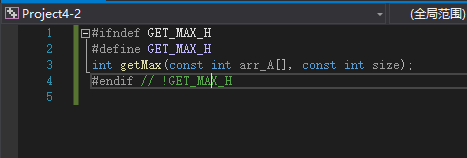 Project4-2
(全局范围)
1 #ifndef GET_MAX_H
2 #define GET_MAX_H
3 int getMax(const int arr_A[], const int size);
4 #endif // !GET_MAX_H
5